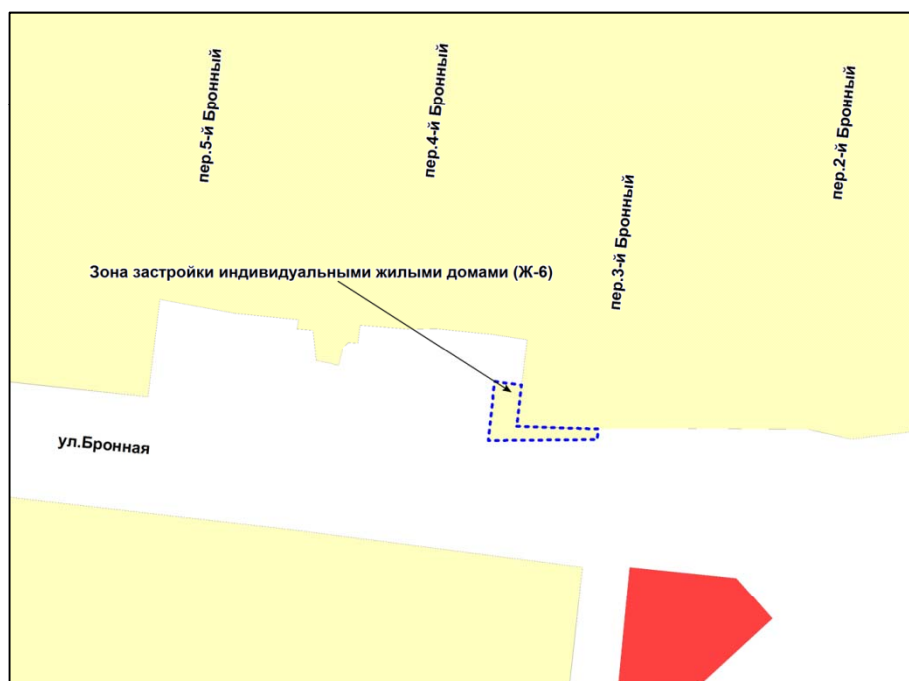 пер.5-й Бронный
пер.4-й Бронный
пер.3-й Бронный
пер.2-й Бронный
Зона застройки индивидуальными жилыми домами (Ж-6)
ул.Бронная